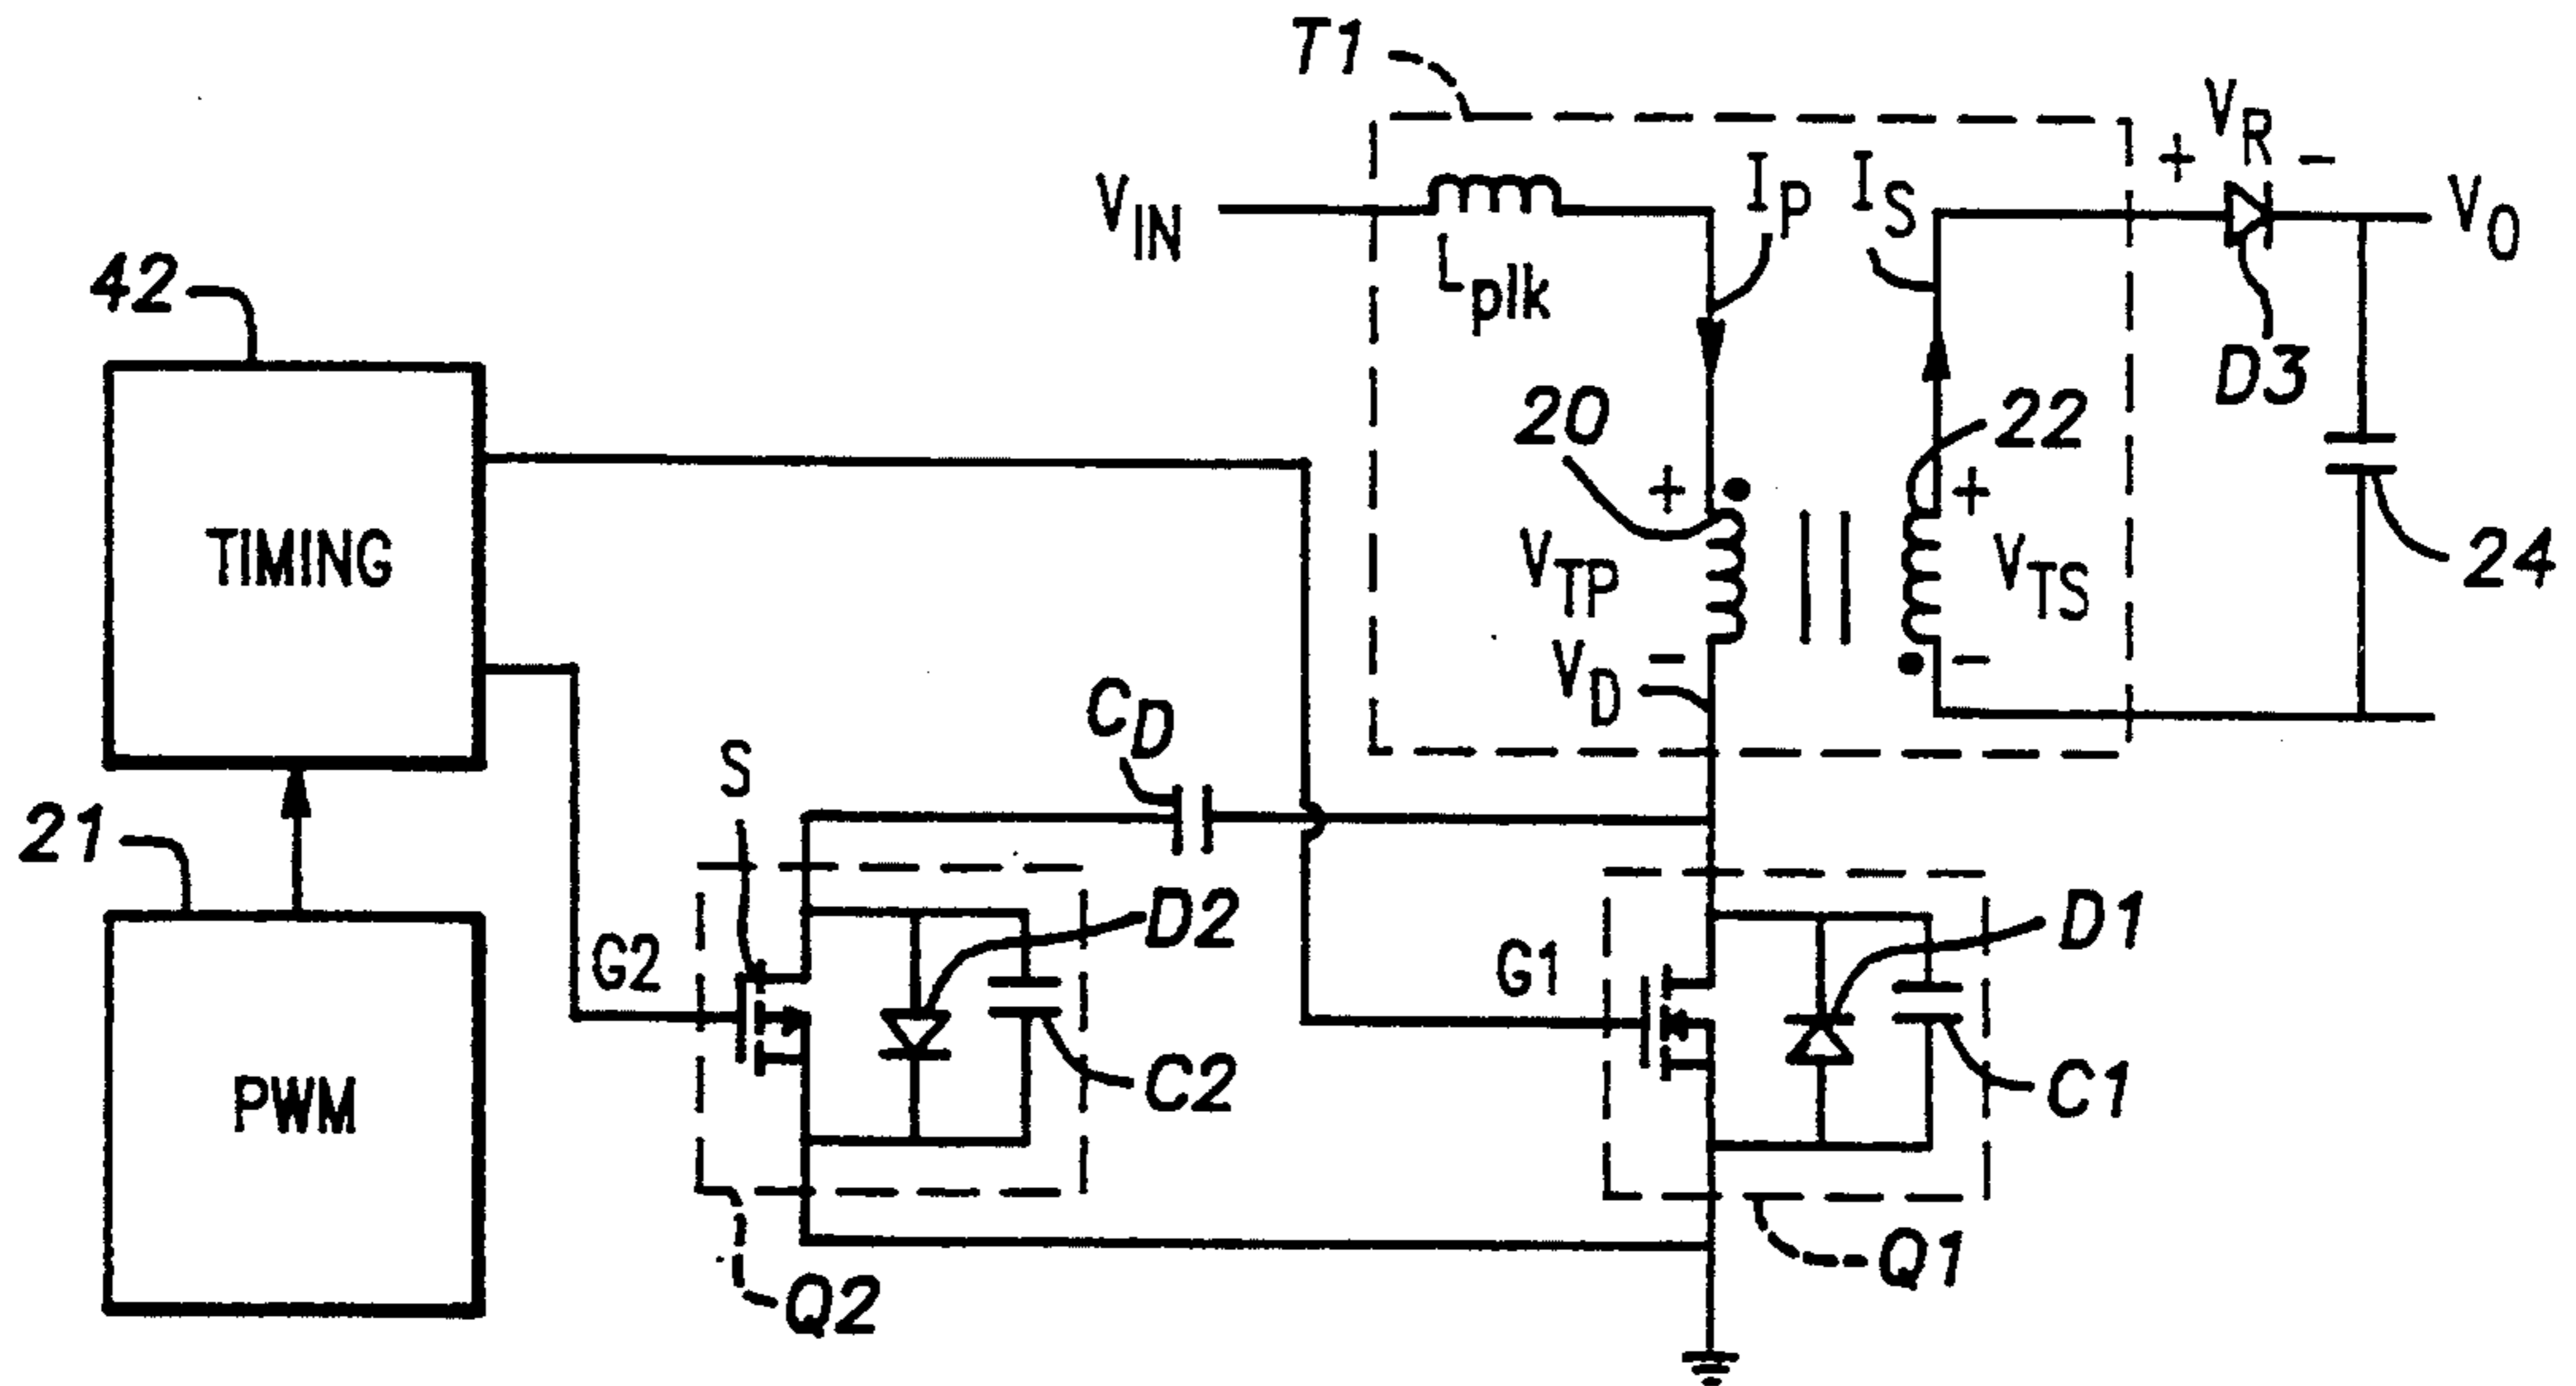 T1
V_R
+ -
V_IN
I_P
I_S
V_O
L_plk
D3
42
20
22
+
+
TIMING
V_TP
V_TS
24
-
-
V_D
C_D
S
21
D2
D1
G2
G1
C2
C1
PWM
Q2
Q1